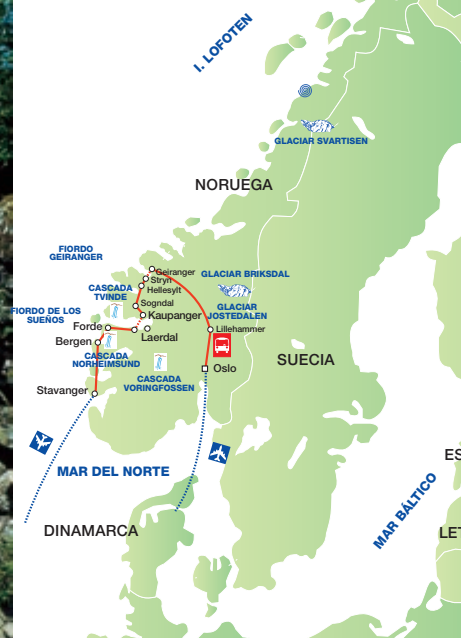 I. LOFOTEN
GLACIAR SVARTISEN
NORUEGA
FIORDO
GEIRANGER
Geiranger
GLACIAR BRIKSDAL
Stryn
Hellesylt
CASCADA
TVINDE
Sogndal
GLACIAR
JOSTEDALEN
FIORDO DE LOS
SUEÑOS
Kaupanger
Forde
Lillehammer
Laerdal
Bergen
CASCADA
NORHEIMSUND
SUECIA
Oslo
CASCADA
VORINGFOSSEN
Stavanger
MAR DEL NORTE
ES
MAR BÁLTICO
DINAMARCA
LET